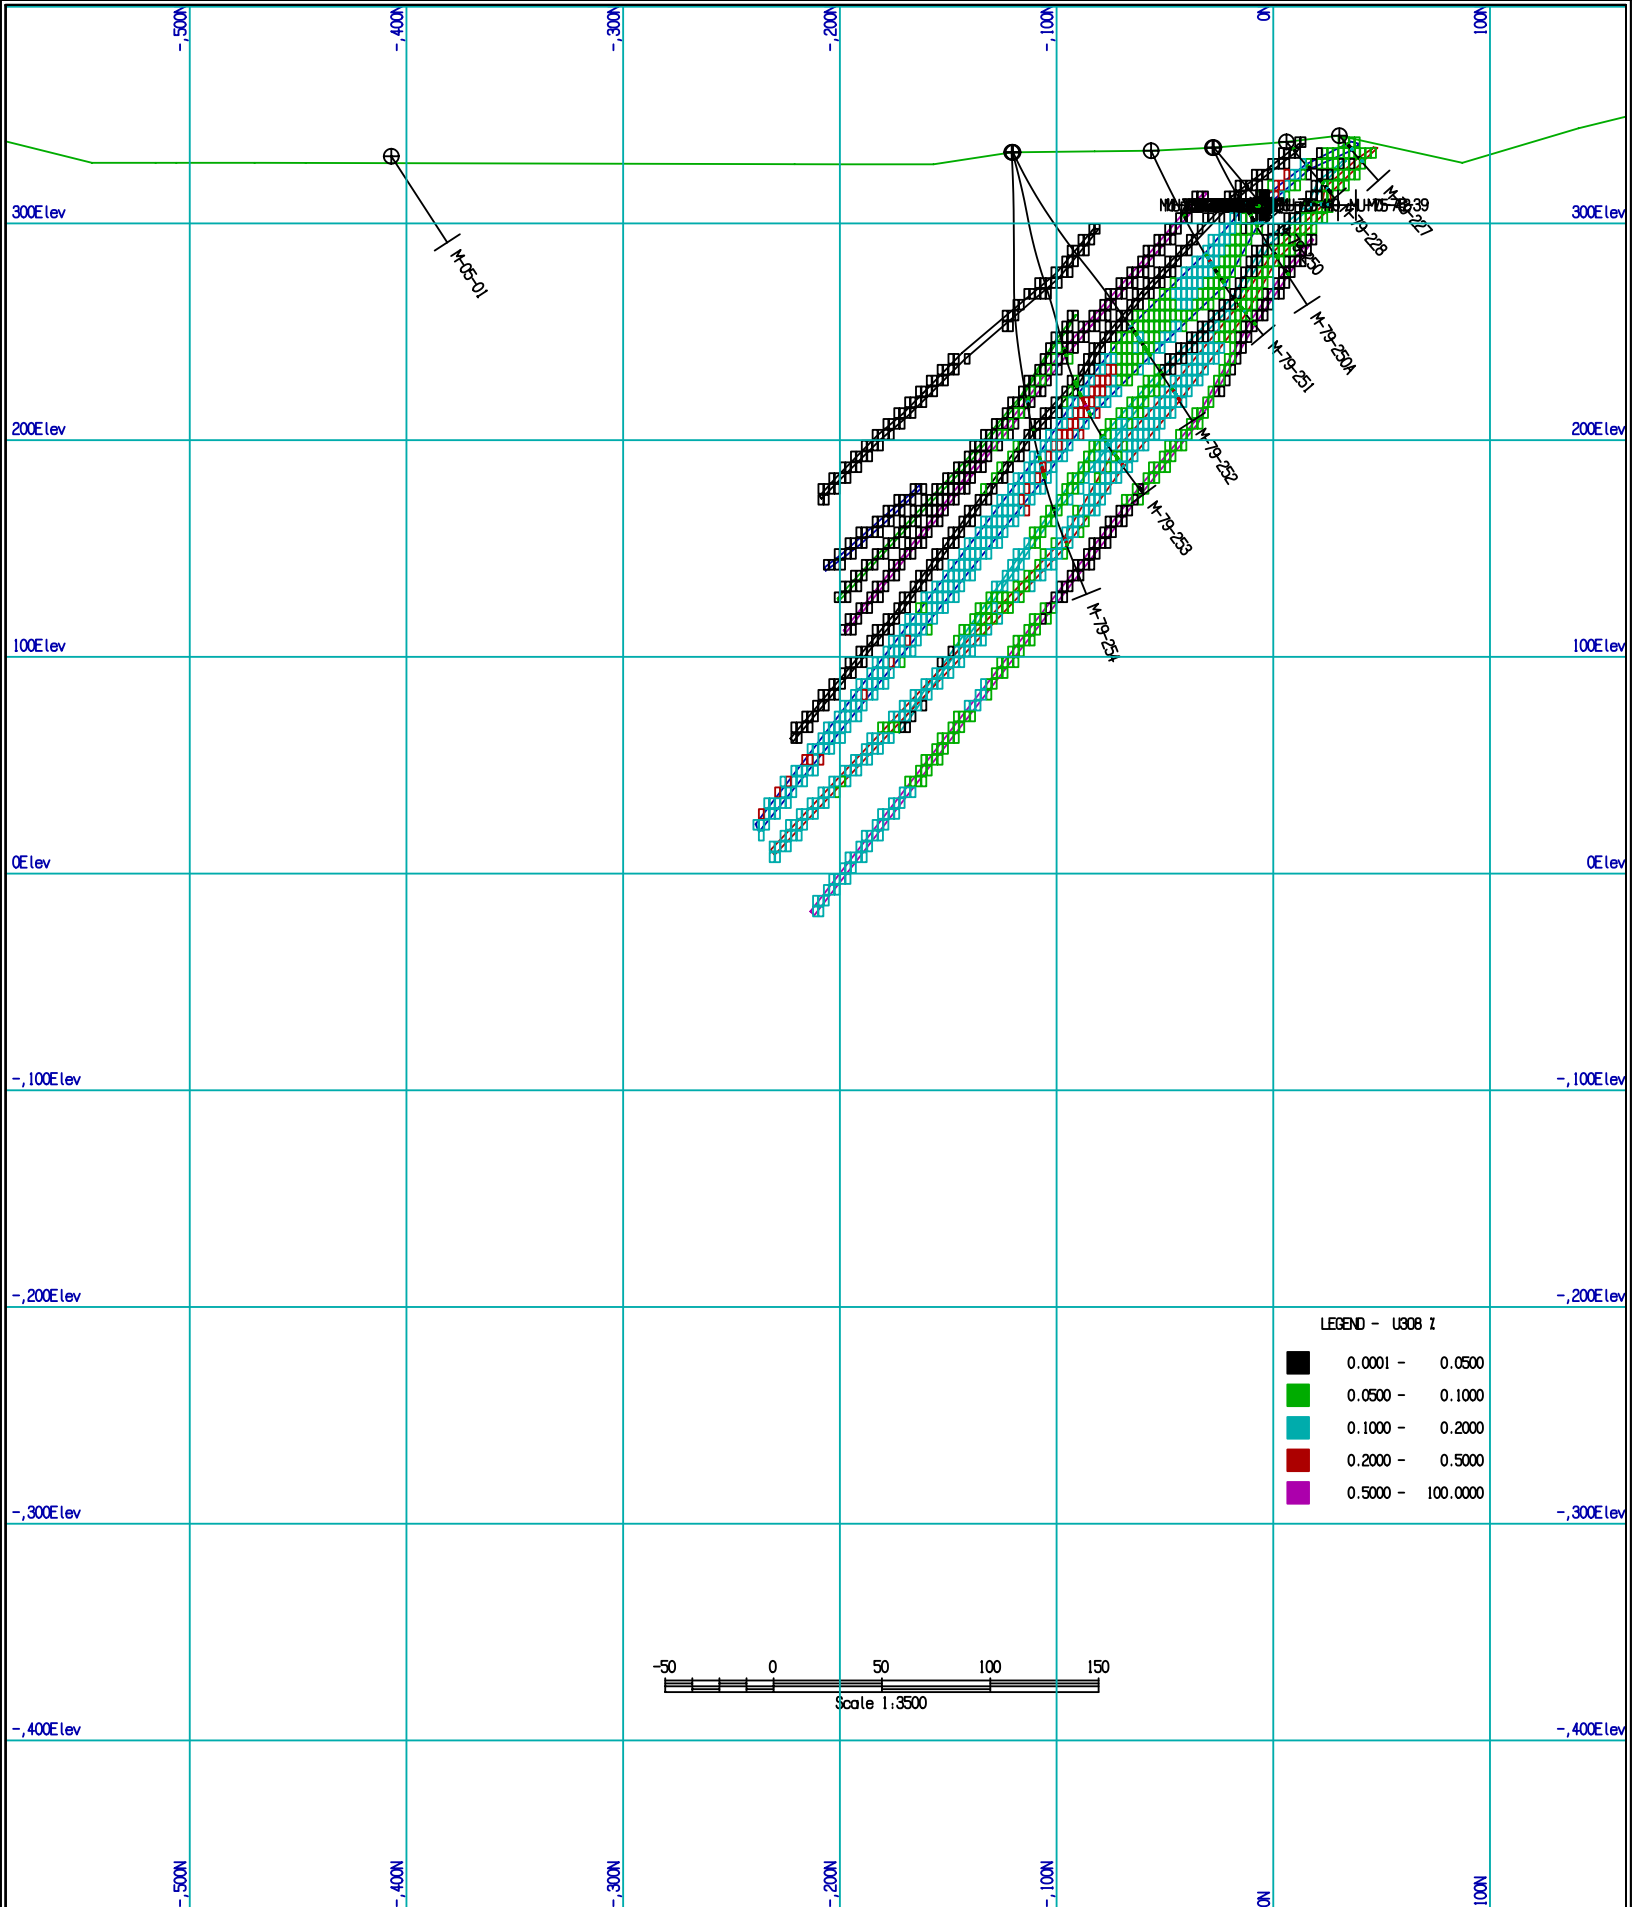 -,500N
-,400N
-,300N
-,200N
-,100N
0N
100N
300Elev
300Elev
M-05-01
M-79-227
M-79-228
M-79-250A
M-79-251
200Elev
200Elev
M-79-252
M-79-253
M-79-254
100Elev
100Elev
0Elev
0Elev
-,100Elev
-,100Elev
-,200Elev
-,200Elev
LEGEND - U3O8 %
0.0001 - 0.0500
0.0500 - 0.1000
0.1000 - 0.2000
0.2000 - 0.5000
0.5000 - 100.0000
-,300Elev
-,300Elev
-50 0 50 100 150
Scale 1:3500
-,400Elev
-,400Elev
-,500N
-,400N
-,300N
-,200N
-,100N
0N
100N